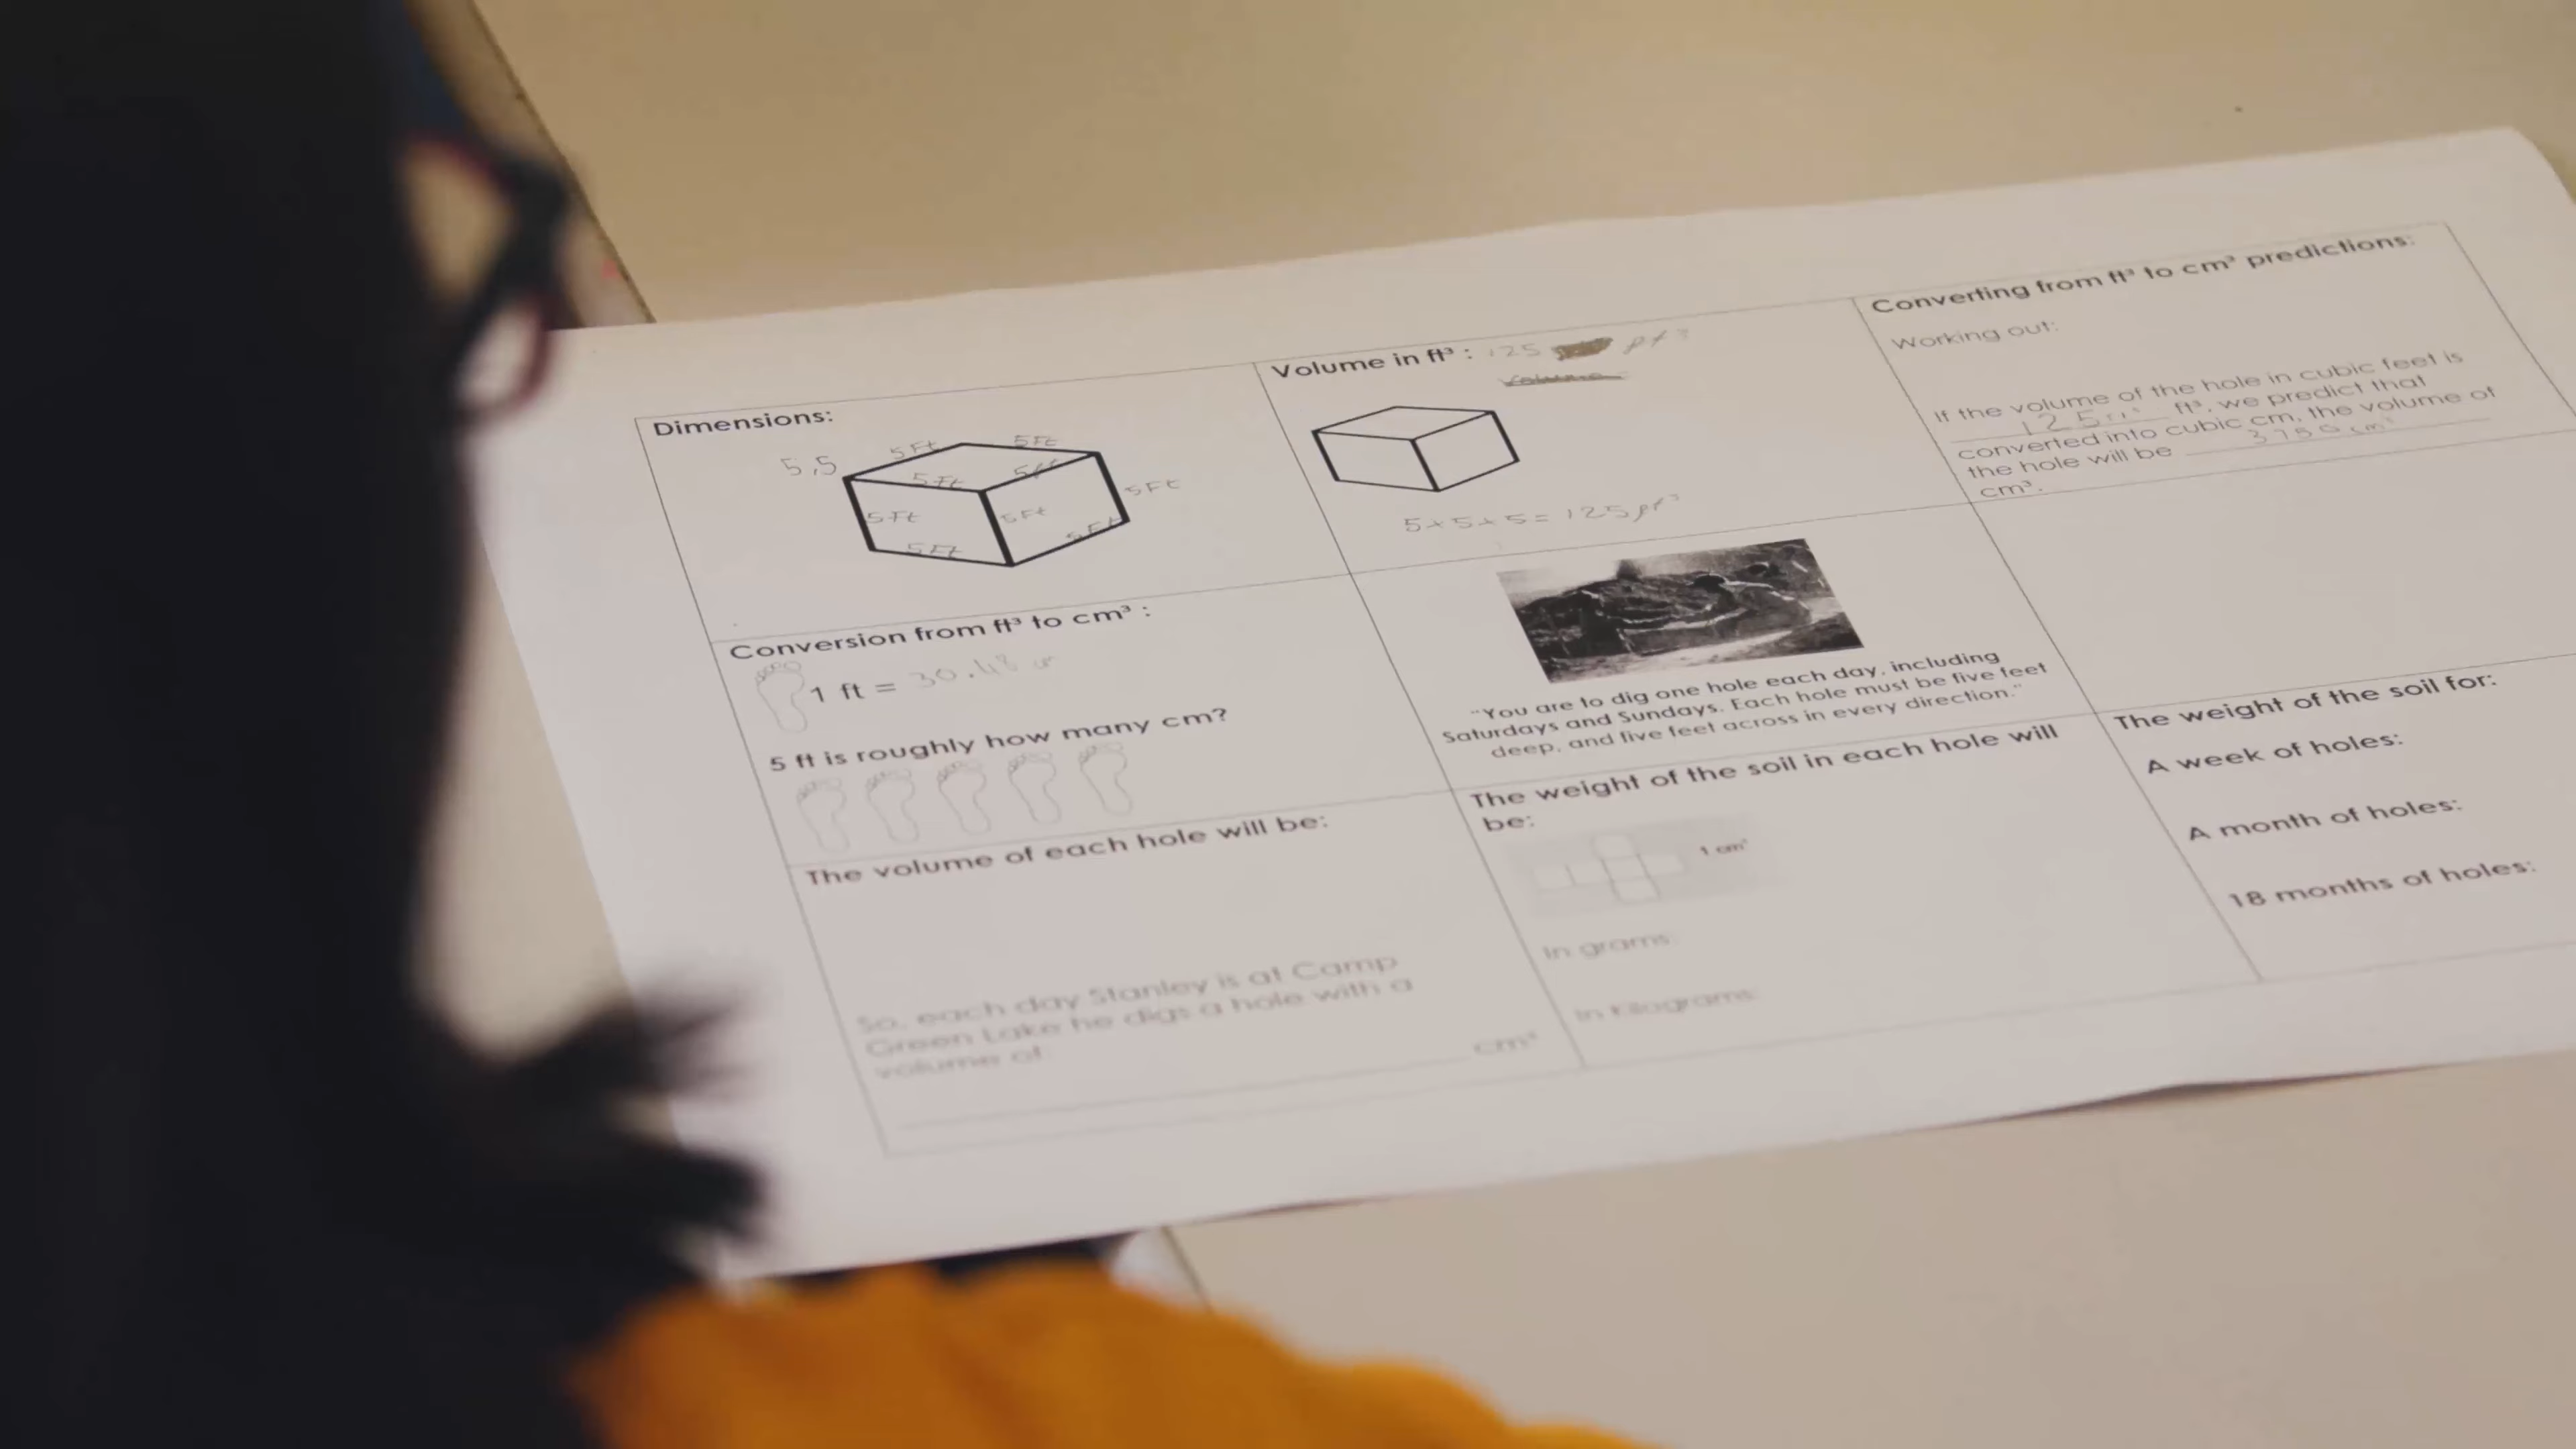 Dimensions:
5,5
5Ft
5Ft
5Ft
5Ft
5Ft
5Ft
5Ft
5Ft
5Ft
Volume in ft³ : 125 ft³
5×5×5=125ft³
Converting from ft³ to cm³ predictions:
Working out:
If the volume of the hole in cubic feet is
125 ft³, we predict that
converted into cubic cm, the volume of
the hole will be 3750 cm³
cm³.
Conversion from ft³ to cm³ :
1 ft = 30.48
5 ft is roughly how many cm?
"You are to dig one hole each day, including
Saturdays and Sundays. Each hole must be five feet
deep, and five feet across in every direction."
The volume of each hole will be:
So, each day Stanley is at Camp
Green Lake he digs a hole with a
volume of
cm³
The weight of the soil in each hole will
be:
1 cm³
In grams:
In Kilograms:
The weight of the soil for:
A week of holes:
A month of holes:
18 months of holes: